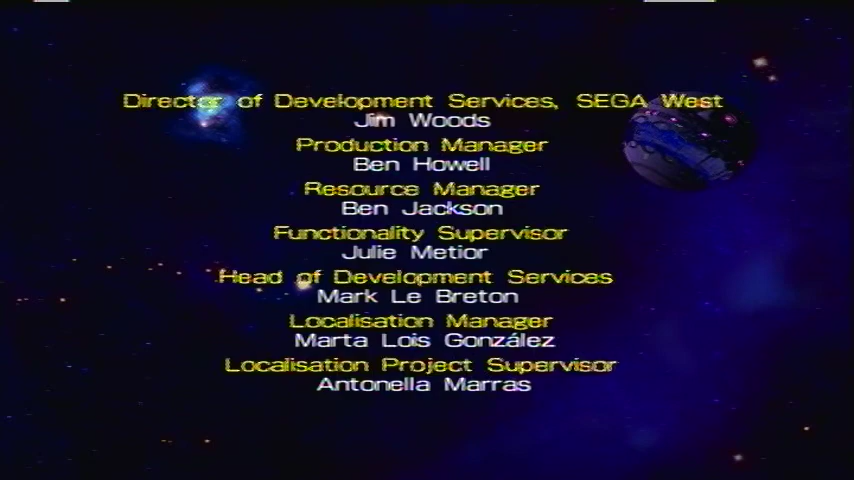 Director of Development Services, SEGA West
Jim Woods
Production Manager
Ben Howell
Resource Manager
Ben Jackson
Functionality Supervisor
Julie Metior
Head of Development Services
Mark Le Breton
Localisation Manager
Marta Lois González
Localisation Project Supervisor
Antonella Marras